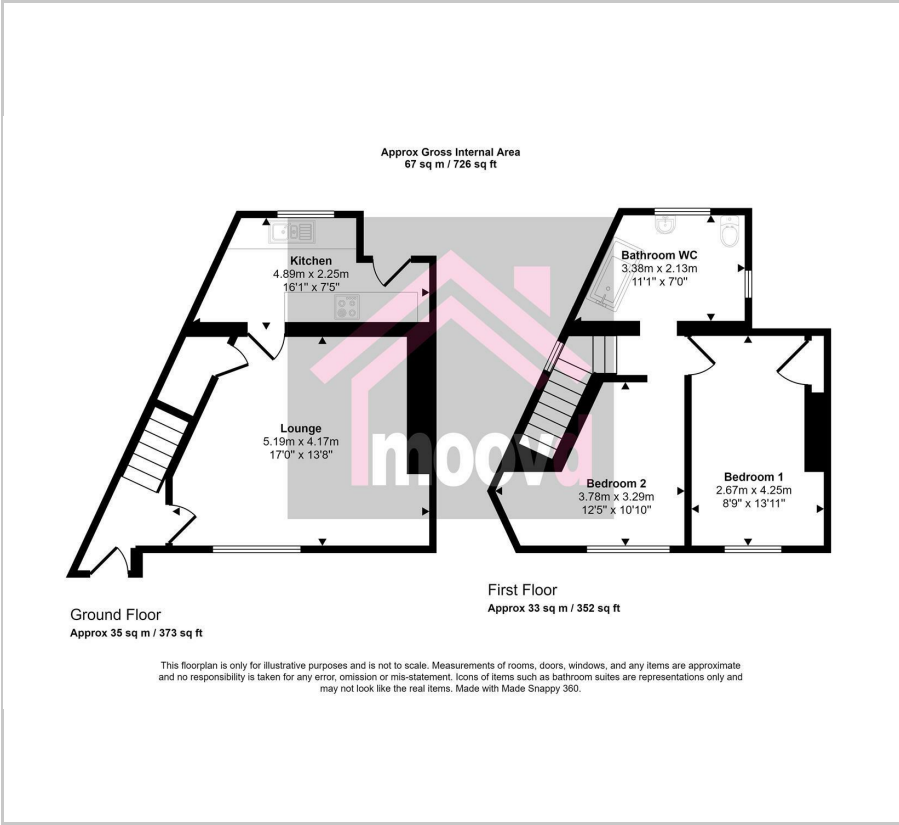 Approx Gross Internal Area
67 sq m / 726 sq ft
Kitchen
4.89m x 2.25m
16'1" x 7'5"
Lounge
5.19m x 4.17m
17'0" x 13'8"
Bathroom WC
3.38m x 2.13m
11'1" x 7'0"
Bedroom 2
3.78m x 3.29m
12'5" x 10'10"
Bedroom 1
2.67m x 4.25m
8'9" x 13'11"
moovd
Ground Floor
Approx 35 sq m / 373 sq ft
First Floor
Approx 33 sq m / 352 sq ft
This floorplan is only for illustrative purposes and is not to scale. Measurements of rooms, doors, windows, and any items are approximate
and no responsibility is taken for any error, omission or mis-statement. Icons of items such as bathroom suites are representations only and
may not look like the real items. Made with Made Snappy 360.